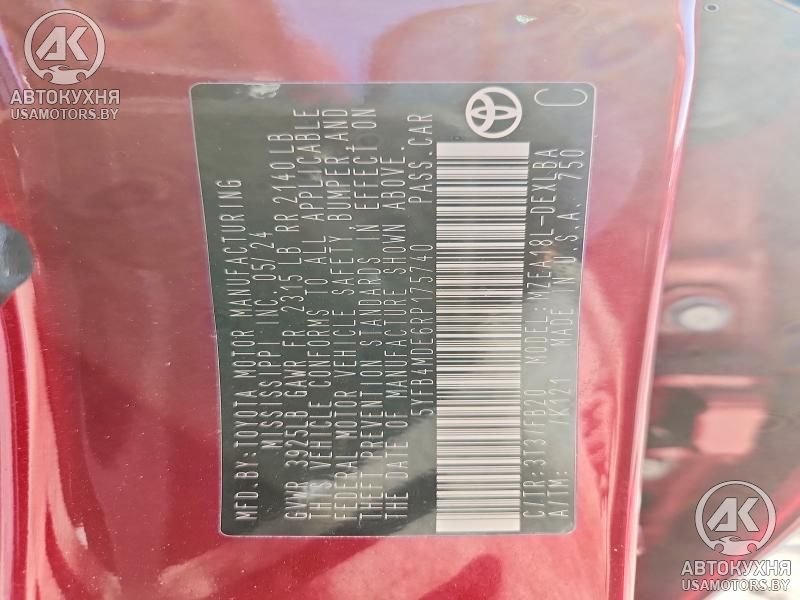 AK
АВТОКУХНЯ
USAMOTORS.BY
MFD.BY: TOYOTA MOTOR MANUFACTURING
MISSISSIPPI INC. 05/24
GVWR 3925LB GAWR FR 2315 LB RR 2140LB
THIS VEHICLE CONFORMS TO ALL APPLICABLE
FEDERAL MOTOR VEHICLE SAFETY, BUMPER, AND
THEFT PREVENTION STANDARDS IN EFFECT ON
THE DATE OF MANUFACTURE SHOWN ABOVE.
5YFB4MDE6RP175740 PASS.CAR
C/TR:3T3/FB20 MODEL: MZEA18L-DEXLBA
A/TM: /K121 MADE IN U.S.A. 750
C
AK
АВТОКУХНЯ
USAMOTORS.BY